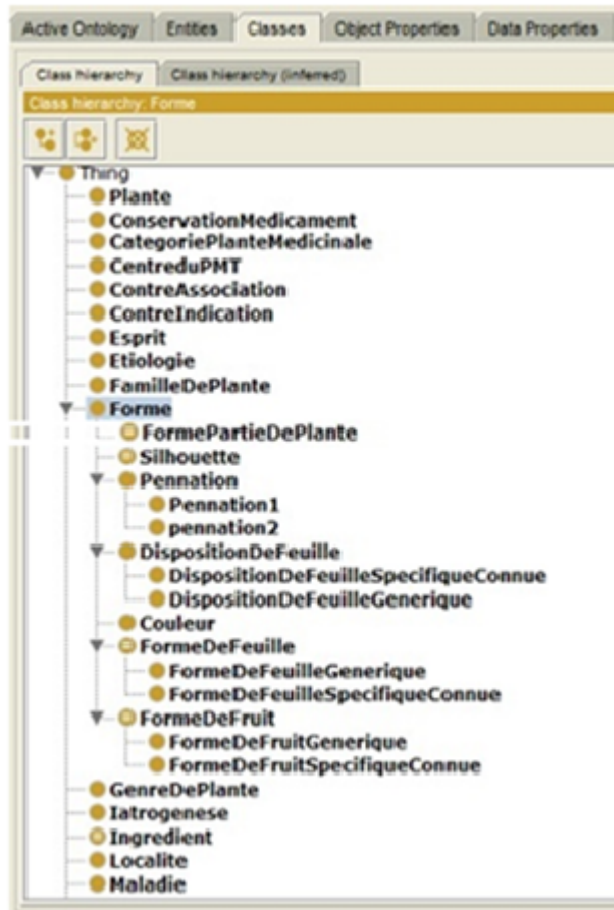 Active Ontology Entities Classes Object Properties Data Properties
Class hierarchy Class hierarchy (inferred)
Class hierarchy: Forme
Thing
Plante
ConservationMedicament
CategoriePlanteMedicinale
CentreduPMT
ContreAssociation
ContreIndication
Esprit
Etiologie
FamilleDePlante
Forme
FormePartieDePlante
Silhouette
Pennation
Pennation1
pennation2
DispositionDeFeuille
DispositionDeFeuilleSpecifiqueConnue
DispositionDeFeuilleGenerique
Couleur
FormeDeFeuille
FormeDeFeuilleGenerique
FormeDeFeuilleSpecifiqueConnue
FormeDeFruit
FormeDeFruitGenerique
FormeDeFruitSpecifiqueConnue
GenreDePlante
Iatrogenese
Ingredient
Localite
Maladie